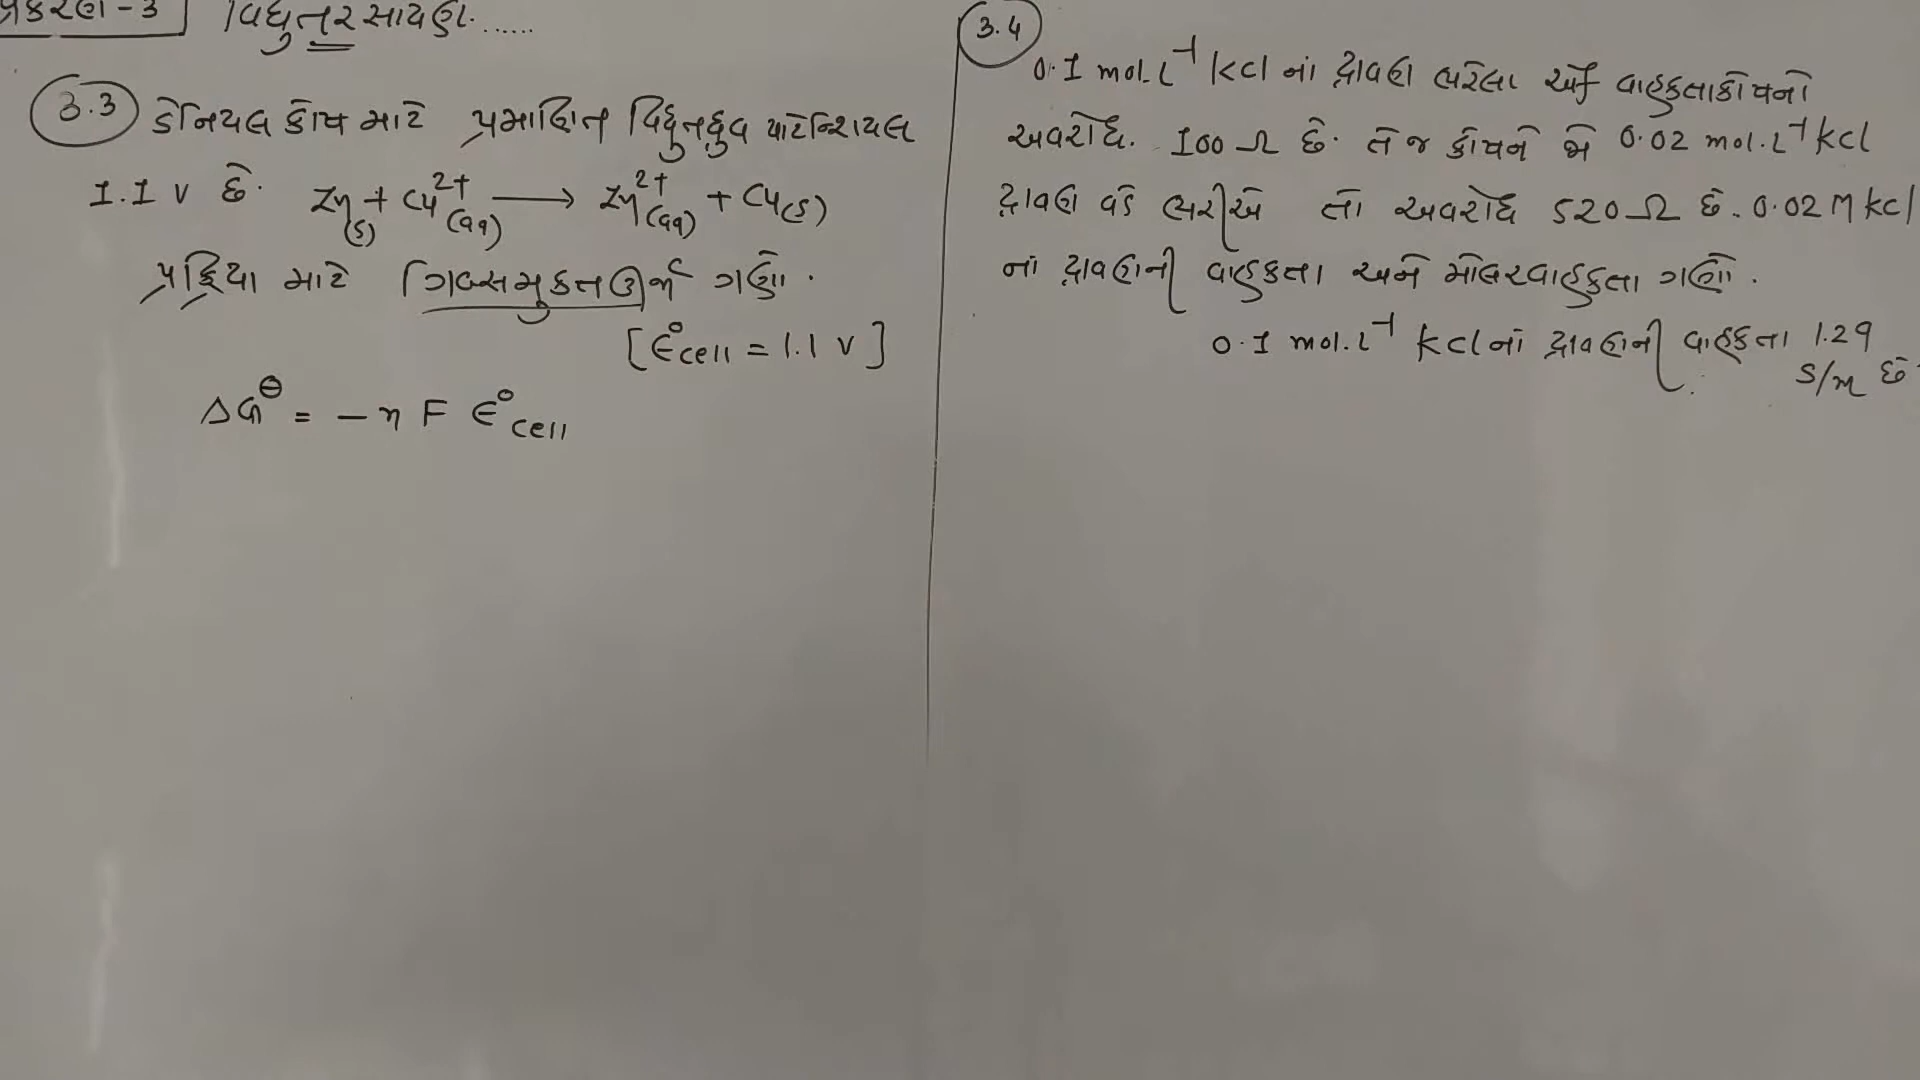 પ્રકરણ-3 વિદ્યુતરસાયણ......
3.3 ડેનિયલ કોષ માટે પ્રમાણિત વિદ્યુતધ્રુવ પોટેન્શિયલ
1.1 V છે. Zn(s) + Cu²⁺(aq) ⟶ Zn²⁺(aq) + Cu(s)
પ્રક્રિયા માટે ગિબ્સમુક્તઊર્જા ગણો.
[E°cell = 1.1 V]
ΔG⊖ = - n F E°cell
3.4
0.1 mol.L⁻¹ KCl નાં દ્રાવણ ભરેલા એક વાહકતાકોષનો
અવરોધ. 100 Ω છે. તે જ કોષને જો 0.02 mol.L⁻¹ KCl
દ્રાવણ વડે ભરીએ તો અવરોધ 520 Ω છે. 0.02 M KCl
નાં દ્રાવણની વાહકતા અને મોલરવાહકતા ગણો.
0.1 mol.L⁻¹ KCl નાં દ્રાવણની વાહકતા 1.29
S/m છે.